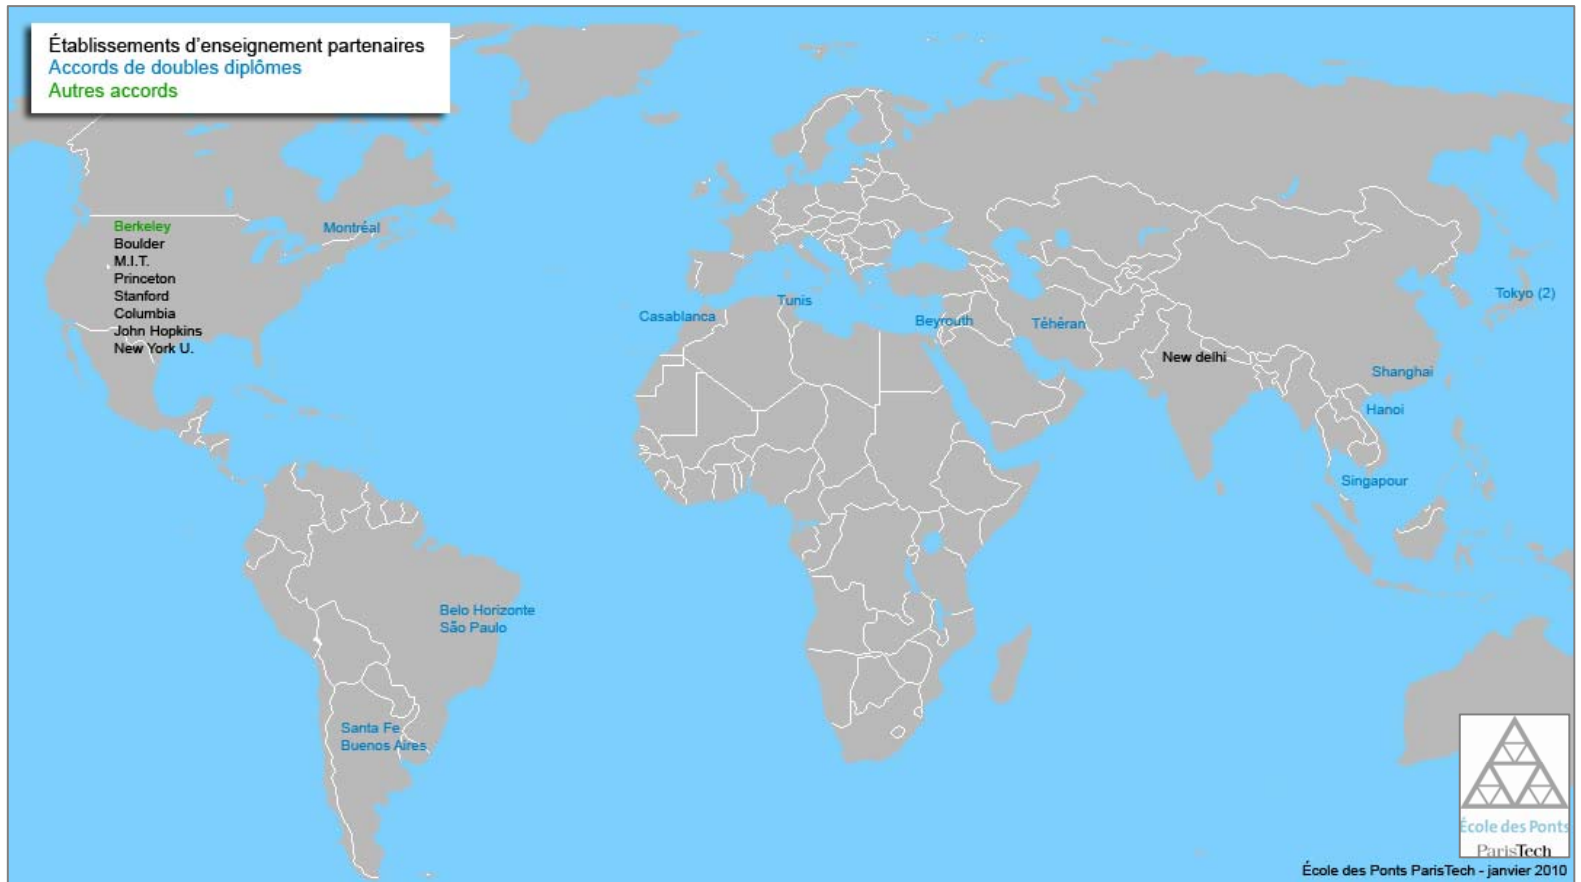 Établissements d'enseignement partenaires
Accords de doubles diplômes
Autres accords
Berkeley
Boulder
M.I.T.
Princeton
Stanford
Columbia
John Hopkins
New York U.
Montréal
Casablanca
Tunis
Beyrouth
Téhéran
New delhi
Tokyo (2)
Shanghai
Hanoi
Singapour
Belo Horizonte
São Paulo
Santa Fe
Buenos Aires
École des Ponts
ParisTech
École des Ponts ParisTech - janvier 2010